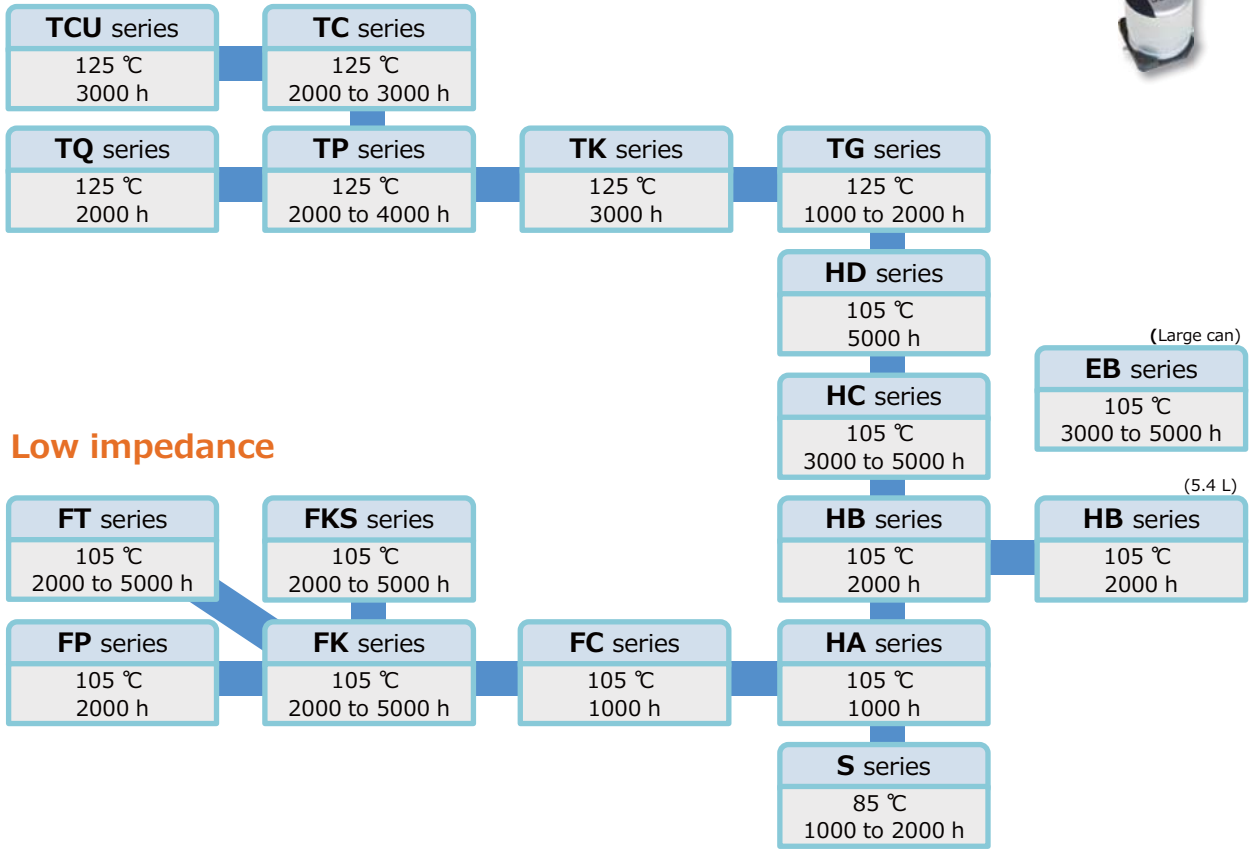 TCU series
125 ℃
3000 h
TC series
125 ℃
2000 to 3000 h
TQ series
125 ℃
2000 h
TP series
125 ℃
2000 to 4000 h
TK series
125 ℃
3000 h
TG series
125 ℃
1000 to 2000 h
HD series
105 ℃
5000 h
(Large can)
EB series
105 ℃
3000 to 5000 h
HC series
105 ℃
3000 to 5000 h
Low impedance
FT series
105 ℃
2000 to 5000 h
FKS series
105 ℃
2000 to 5000 h
HB series
105 ℃
2000 h
(5.4 L)
HB series
105 ℃
2000 h
FP series
105 ℃
2000 h
FK series
105 ℃
2000 to 5000 h
FC series
105 ℃
1000 h
HA series
105 ℃
1000 h
S series
85 ℃
1000 to 2000 h